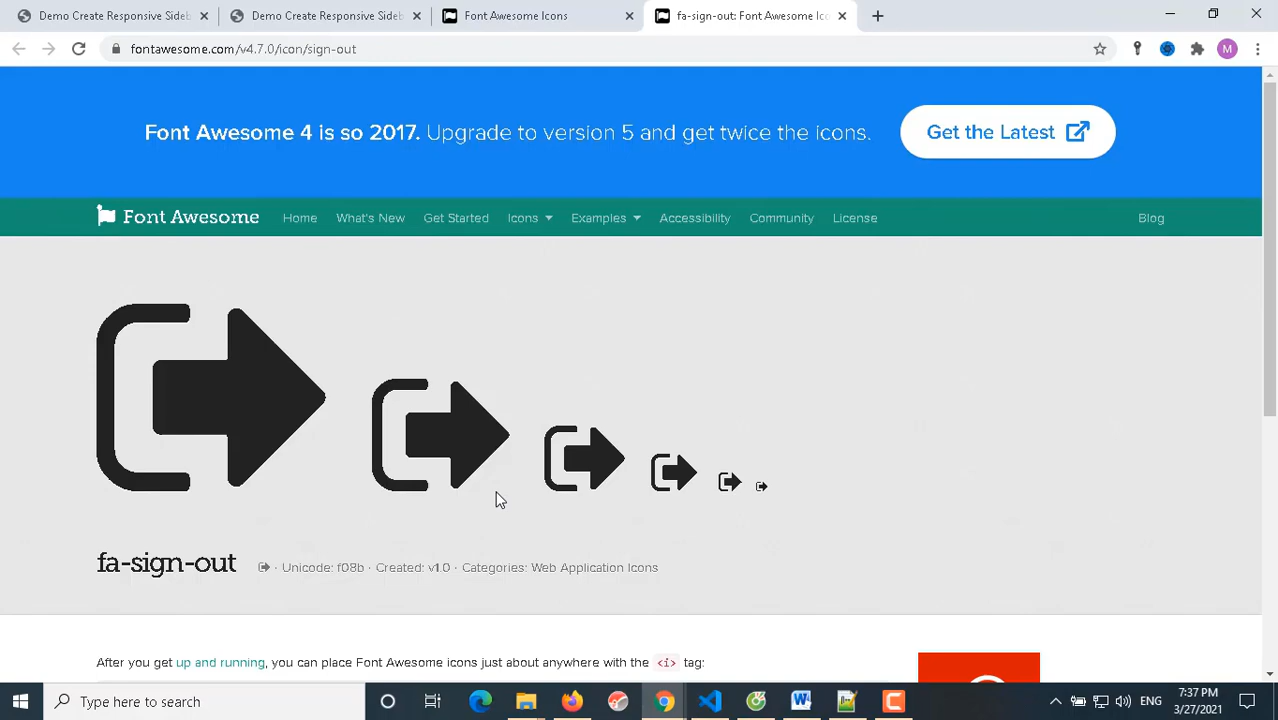 Demo Create Responsive Sideb
Demo Create Responsive Sideb
Font Awesome Icons
fa-sign-out: Font Awesome Ico
fontawesome.com/v4.7.0/icon/sign-out
M
Font Awesome 4 is so 2017. Upgrade to version 5 and get twice the icons.
Get the Latest
Font Awesome
Home
What's New
Get Started
Icons
Examples
Accessibility
Community
License
Blog
fa-sign-out
· Unicode: f08b · Created: v1.0 · Categories: Web Application Icons
After you get up and running, you can place Font Awesome icons just about anywhere with the <i> tag:
Type here to search
ENG
7:37 PM
3/27/2021